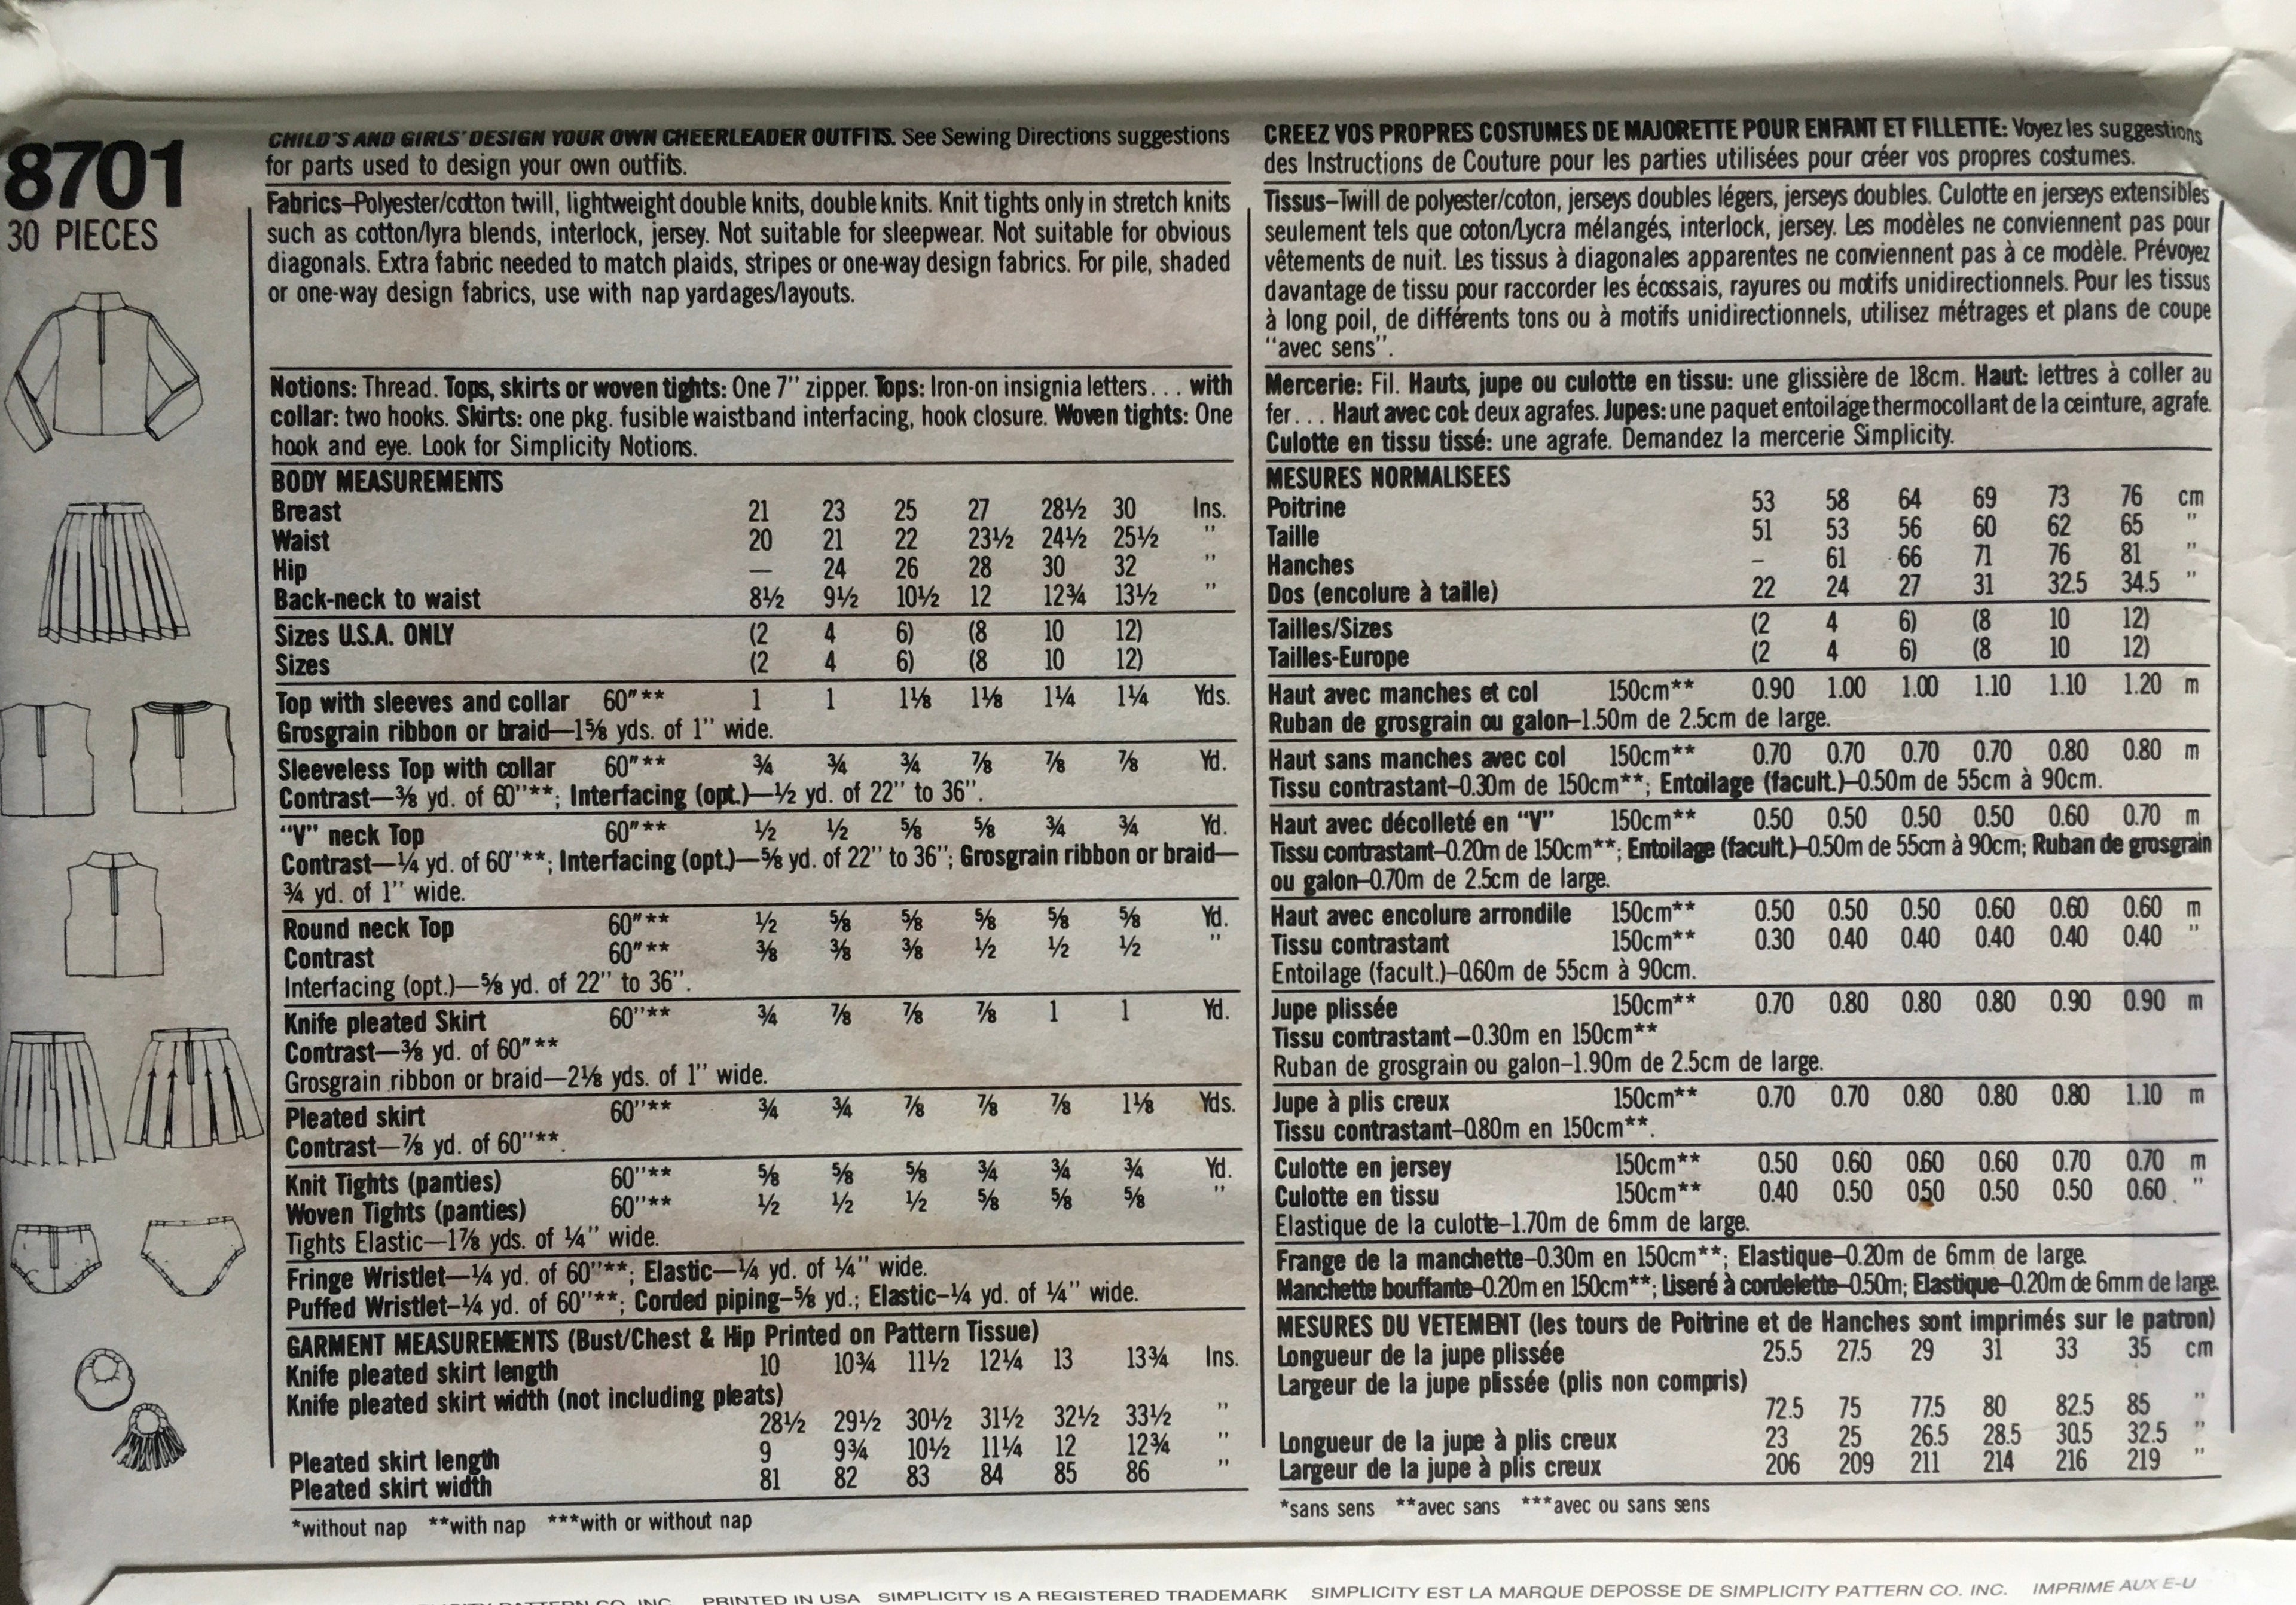 8701
30 PIECES
CHILD'S AND GIRLS' DESIGN YOUR OWN CHEERLEADER OUTFITS. See Sewing Directions suggestions
for parts used to design your own outfits.
Fabrics–Polyester/cotton twill, lightweight double knits, double knits. Knit tights only in stretch knits
such as cotton/lyra blends, interlock, jersey. Not suitable for sleepwear. Not suitable for obvious
diagonals. Extra fabric needed to match plaids, stripes or one-way design fabrics. For pile, shaded
or one-way design fabrics, use with nap yardages/layouts.
Notions: Thread. Tops, skirts or woven tights: One 7" zipper. Tops: Iron-on insignia letters... with
collar: two hooks. Skirts: one pkg. fusible waistband interfacing, hook closure. Woven tights: One
hook and eye. Look for Simplicity Notions.
BODY MEASUREMENTS
Breast 21 23 25 27 28½ 30 Ins.
Waist 20 21 22 23½ 24½ 25½ "
Hip — 24 26 28 30 32 "
Back-neck to waist 8½ 9½ 10½ 12 12¾ 13½ "
Sizes U.S.A. ONLY (2 4 6) (8 10 12)
Sizes (2 4 6) (8 10 12)
Top with sleeves and collar 60"** 1 1 1⅛ 1⅛ 1¼ 1¼ Yds.
Grosgrain ribbon or braid—1⅝ yds. of 1" wide.
Sleeveless Top with collar 60"** ¾ ¾ ¾ ⅞ ⅞ ⅞ Yd.
Contrast—⅜ yd. of 60"**; Interfacing (opt.)—½ yd. of 22" to 36".
"V" neck Top 60"** ½ ½ ⅝ ⅝ ¾ ¾ Yd.
Contrast—¼ yd. of 60"**; Interfacing (opt.)—⅝ yd. of 22" to 36"; Grosgrain ribbon or braid—
¾ yd. of 1" wide.
Round neck Top 60"** ½ ⅝ ⅝ ⅝ ⅝ ⅝ Yd.
Contrast 60"** ⅜ ⅜ ⅜ ½ ½ ½ "
Interfacing (opt.)—⅝ yd. of 22" to 36".
Knife pleated Skirt 60"** ¾ ⅞ ⅞ ⅞ 1 1 Yd.
Contrast—⅜ yd. of 60"**
Grosgrain ribbon or braid—2⅛ yds. of 1" wide.
Pleated skirt 60"** ¾ ¾ ⅞ ⅞ ⅞ 1⅛ Yds.
Contrast—⅞ yd. of 60"**.
Knit Tights (panties) 60"** ⅝ ⅝ ⅝ ¾ ¾ ¾ Yd.
Woven Tights (panties) 60"** ½ ½ ½ ⅝ ⅝ ⅝ "
Tights Elastic—1⅞ yds. of ¼" wide.
Fringe Wristlet—¼ yd. of 60"**; Elastic—¼ yd. of ¼" wide.
Puffed Wristlet–¼ yd. of 60"**; Corded piping–⅝ yd.; Elastic–¼ yd. of ¼" wide.
GARMENT MEASUREMENTS (Bust/Chest & Hip Printed on Pattern Tissue)
Knife pleated skirt length 10 10¾ 11½ 12¼ 13 13¾ Ins.
Knife pleated skirt width (not including pleats)
28½ 29½ 30½ 31½ 32½ 33½ "
Pleated skirt length 9 9¾ 10½ 11¼ 12 12¾ "
Pleated skirt width 81 82 83 84 85 86 "
*without nap **with nap ***with or without nap
CREEZ VOS PROPRES COSTUMES DE MAJORETTE POUR ENFANT ET FILLETTE: Voyez les suggestions
des Instructions de Couture pour les parties utilisées pour créer vos propres costumes.
Tissus–Twill de polyester/coton, jerseys doubles légers, jerseys doubles. Culotte en jerseys extensibles
seulement tels que coton/Lycra mélangés, interlock, jersey. Les modèles ne conviennent pas pour
vêtements de nuit. Les tissus à diagonales apparentes ne conviennent pas à ce modèle. Prévoyez
davantage de tissu pour raccorder les écossais, rayures ou motifs unidirectionnels. Pour les tissus
à long poil, de différents tons ou à motifs unidirectionnels, utilisez métrages et plans de coupe
"avec sens".
Mercerie: Fil. Hauts, jupe ou culotte en tissu: une glissière de 18cm. Haut: lettres à coller au
fer... Haut avec col: deux agrafes. Jupes: une paquet entoilage thermocollant de la ceinture, agrafe.
Culotte en tissu tissé: une agrafe. Demandez la mercerie Simplicity.
MESURES NORMALISEES
Poitrine 53 58 64 69 73 76 cm
Taille 51 53 56 60 62 65 "
Hanches – 61 66 71 76 81 "
Dos (encolure à taille) 22 24 27 31 32.5 34.5 "
Tailles/Sizes (2 4 6) (8 10 12)
Tailles-Europe (2 4 6) (8 10 12)
Haut avec manches et col 150cm** 0.90 1.00 1.00 1.10 1.10 1.20 m
Ruban de grosgrain ou galon–1.50m de 2.5cm de large.
Haut sans manches avec col 150cm** 0.70 0.70 0.70 0.70 0.80 0.80 m
Tissu contrastant–0.30m de 150cm**; Entoilage (facult.)–0.50m de 55cm à 90cm.
Haut avec décolleté en "V" 150cm** 0.50 0.50 0.50 0.50 0.60 0.70 m
Tissu contrastant–0.20m de 150cm**; Entoilage (facult.)–0.50m de 55cm à 90cm; Ruban de grosgrain
ou galon–0.70m de 2.5cm de large.
Haut avec encolure arrondile 150cm** 0.50 0.50 0.50 0.60 0.60 0.60 m
Tissu contrastant 150cm** 0.30 0.40 0.40 0.40 0.40 0.40 "
Entoilage (facult.)–0.60m de 55cm à 90cm.
Jupe plissée 150cm** 0.70 0.80 0.80 0.80 0.90 0.90 m
Tissu contrastant–0.30m en 150cm**
Ruban de grosgrain ou galon–1.90m de 2.5cm de large.
Jupe à plis creux 150cm** 0.70 0.70 0.80 0.80 0.80 1.10 m
Tissu contrastant–0.80m en 150cm**.
Culotte en jersey 150cm** 0.50 0.60 0.60 0.60 0.70 0.70 m
Culotte en tissu 150cm** 0.40 0.50 0.50 0.50 0.50 0.60 "
Elastique de la culotte–1.70m de 6mm de large.
Frange de la manchette–0.30m en 150cm**; Elastique–0.20m de 6mm de large
Manchette bouffante–0.20m en 150cm**; Liseré à cordelette–0.50m; Elastique–0.20m de 6mm de large.
MESURES DU VETEMENT (les tours de Poitrine et de Hanches sont imprimés sur le patron)
Longueur de la jupe plissée 25.5 27.5 29 31 33 35 cm
Largeur de la jupe plissée (plis non compris)
72.5 75 77.5 80 82.5 85 "
Longueur de la jupe à plis creux 23 25 26.5 28.5 30.5 32.5 "
Largeur de la jupe à plis creux 206 209 211 214 216 219 "
*sans sens **avec sans ***avec ou sans sens
PATTERN CO. INC. PRINTED IN USA SIMPLICITY IS A REGISTERED TRADEMARK SIMPLICITY EST LA MARQUE DEPOSSE DE SIMPLICITY PATTERN CO. INC. IMPRIME AUX E-U